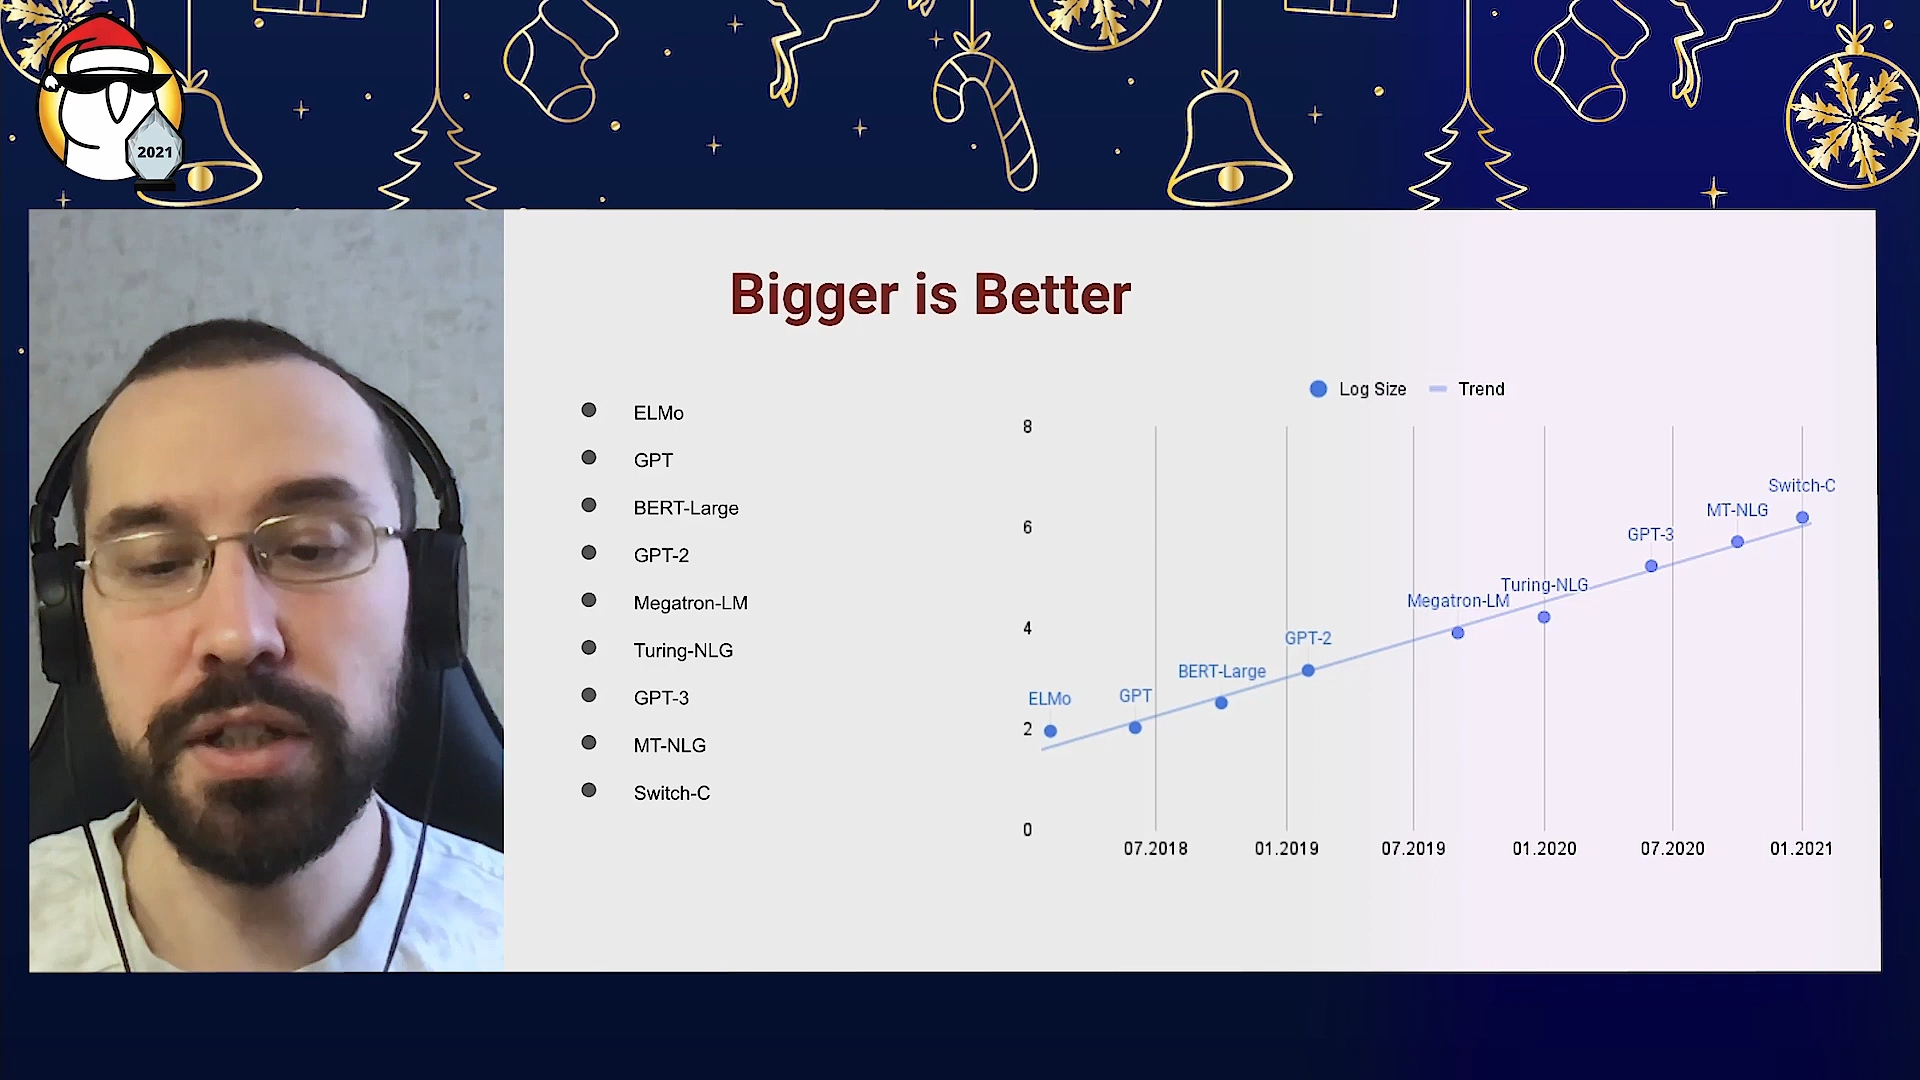 2021
Bigger is Better
ELMo
GPT
BERT-Large
GPT-2
Megatron-LM
Turing-NLG
GPT-3
MT-NLG
Switch-C
Log Size
Trend
8
6
4
2
0
ELMo
GPT
BERT-Large
GPT-2
Megatron-LM
Turing-NLG
GPT-3
MT-NLG
Switch-C
07.2018
01.2019
07.2019
01.2020
07.2020
01.2021